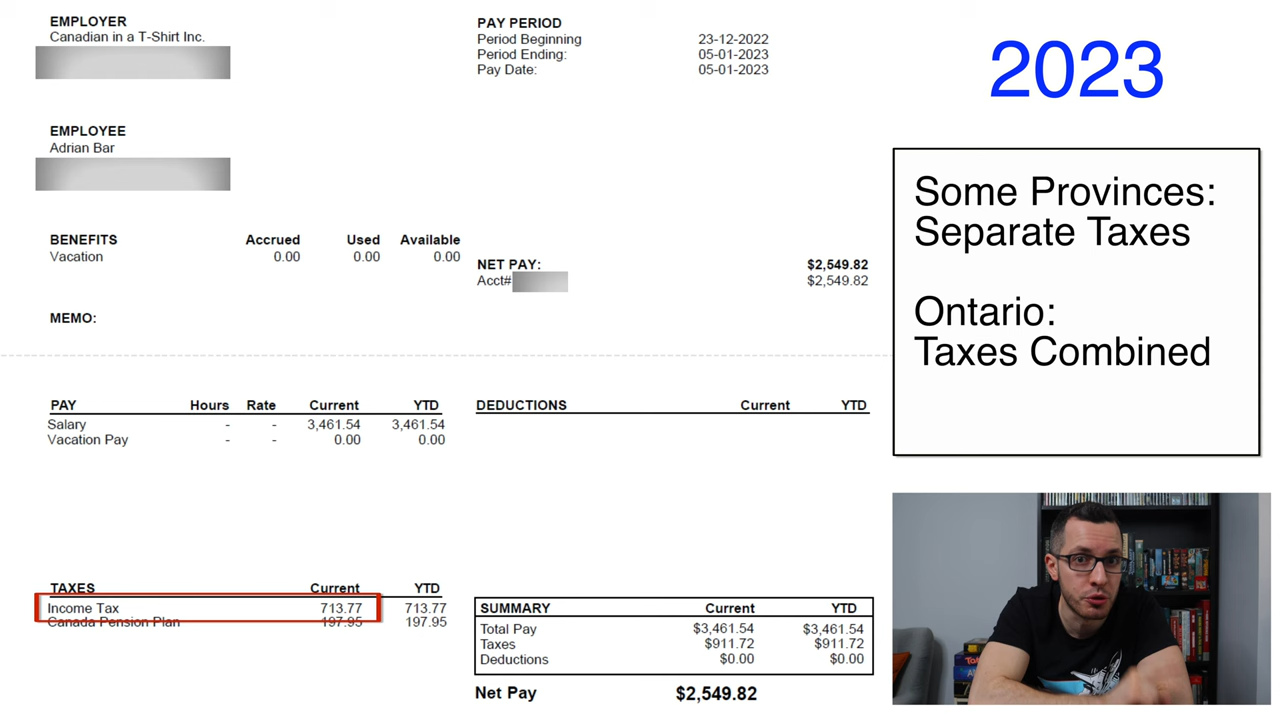 EMPLOYER
Canadian in a T-Shirt Inc.
EMPLOYEE
Adrian Bar
PAY PERIOD
Period Beginning 23-12-2022
Period Ending: 05-01-2023
Pay Date: 05-01-2023
2023
Some Provinces:
Separate Taxes
Ontario:
Taxes Combined
BENEFITS Accrued Used Available
Vacation 0.00 0.00 0.00
NET PAY: $2,549.82
Acct# $2,549.82
MEMO:
PAY Hours Rate Current YTD
Salary - - 3,461.54 3,461.54
Vacation Pay - - 0.00 0.00
DEDUCTIONS Current YTD
TAXES Current YTD
Income Tax 713.77 713.77
Canada Pension Plan 197.95 197.95
SUMMARY Current YTD
Total Pay $3,461.54 $3,461.54
Taxes $911.72 $911.72
Deductions $0.00 $0.00
Net Pay $2,549.82